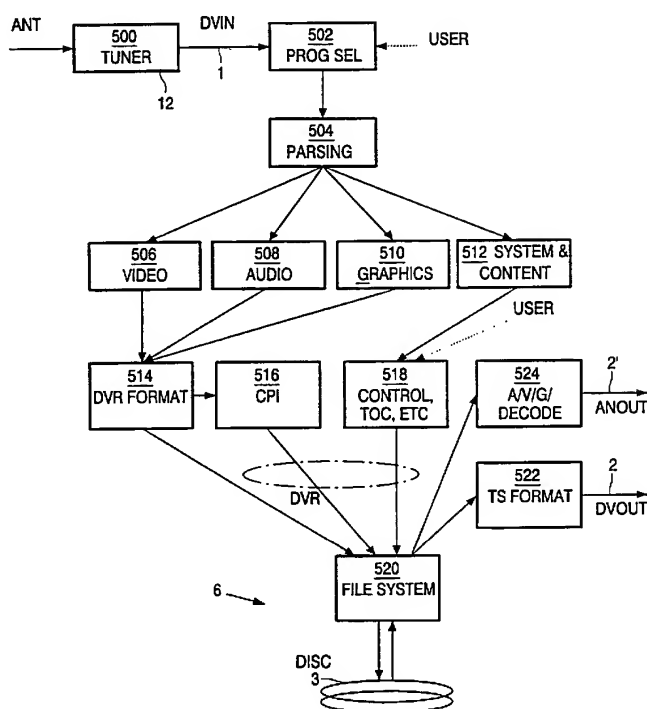 ANT
500
TUNER
12
DVIN
1
502
PROG SEL
USER
504
PARSING
506
VIDEO
508
AUDIO
510
GRAPHICS
512 SYSTEM &
CONTENT
USER
514
DVR FORMAT
516
CPI
518
CONTROL,
TOC, ETC
524
A/V/G/
DECODE
2'
ANOUT
DVR
522
TS FORMAT
2
DVOUT
520
FILE SYSTEM
6
DISC
3